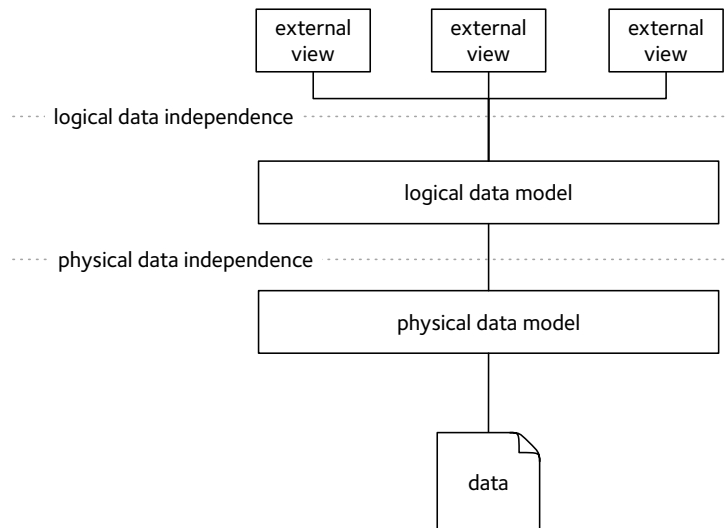 external
view
external
view
external
view
logical data independence
logical data model
physical data independence
physical data model
data